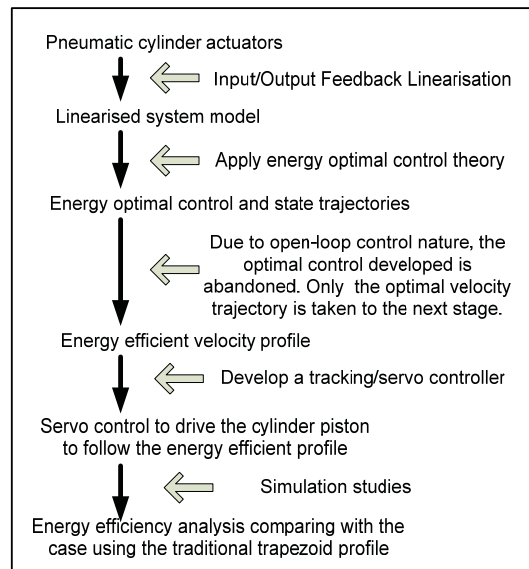 Pneumatic cylinder actuators
Input/Output Feedback Linearisation
Linearised system model
Apply energy optimal control theory
Energy optimal control and state trajectories
Due to open-loop control nature, the
optimal control developed is
abandoned. Only the optimal velocity
trajectory is taken to the next stage.
Energy efficient velocity profile
Develop a tracking/servo controller
Servo control to drive the cylinder piston
to follow the energy efficient profile
Simulation studies
Energy efficiency analysis comparing with the
case using the traditional trapezoid profile